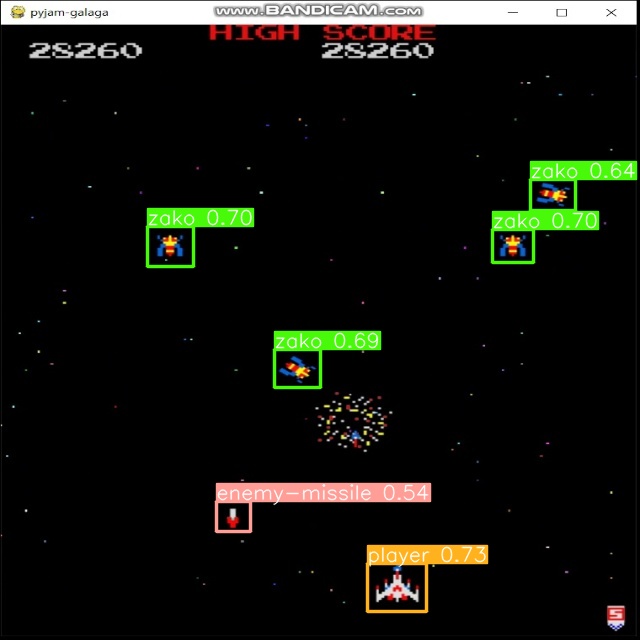 pyjam-galaga
www.BANDICAM.com
HIGH SCORE
28260 28260
zako 0.64
zako 0.70
zako 0.70
zako 0.69
enemy-missile 0.54
player 0.73
5